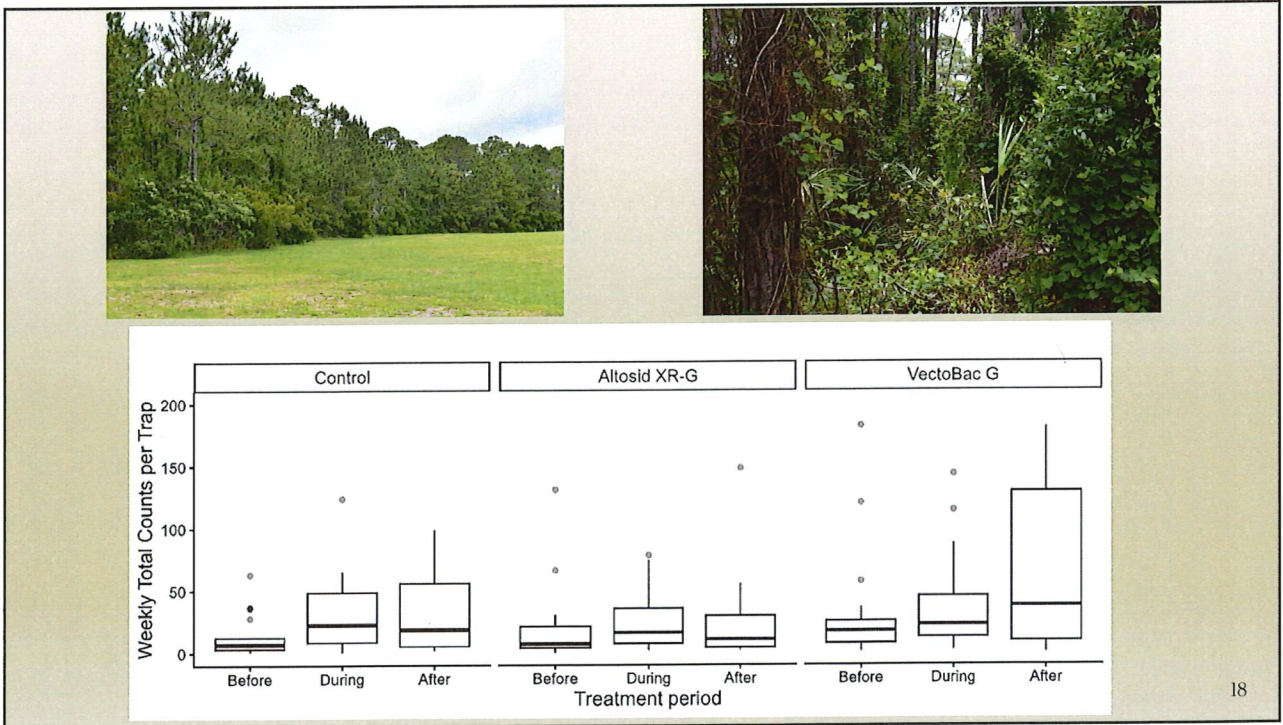 Control Altosid XR-G VectoBac G
Weekly Total Counts per Trap
200
150
100
50
0
Before During After Before During After Before During After
Treatment period
18